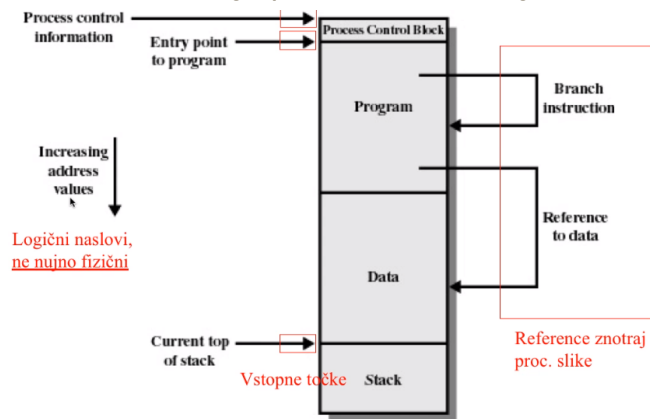 Process control
information
Process Control Block
Entry point
to program
Program
Branch
instruction
Increasing
address
values
Logični naslovi,
ne nujno fizični
Reference
to data
Data
Current top
of stack
Reference znotraj
proc. slike
Vstopne točke
Stack